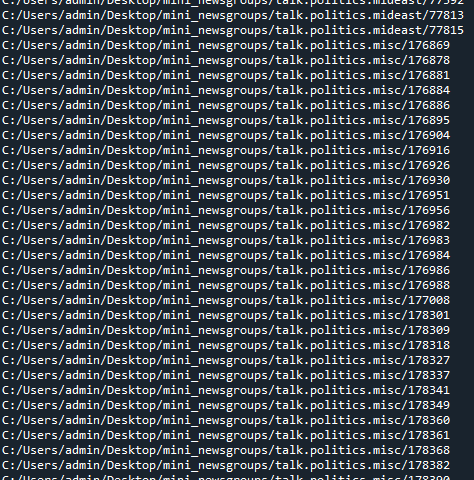 C:/Users/admin/Desktop/mini_newsgroups/talk.politics.mideast/77392
C:/Users/admin/Desktop/mini_newsgroups/talk.politics.mideast/77813
C:/Users/admin/Desktop/mini_newsgroups/talk.politics.mideast/77815
C:/Users/admin/Desktop/mini_newsgroups/talk.politics.misc/176869
C:/Users/admin/Desktop/mini_newsgroups/talk.politics.misc/176878
C:/Users/admin/Desktop/mini_newsgroups/talk.politics.misc/176881
C:/Users/admin/Desktop/mini_newsgroups/talk.politics.misc/176884
C:/Users/admin/Desktop/mini_newsgroups/talk.politics.misc/176886
C:/Users/admin/Desktop/mini_newsgroups/talk.politics.misc/176895
C:/Users/admin/Desktop/mini_newsgroups/talk.politics.misc/176904
C:/Users/admin/Desktop/mini_newsgroups/talk.politics.misc/176916
C:/Users/admin/Desktop/mini_newsgroups/talk.politics.misc/176926
C:/Users/admin/Desktop/mini_newsgroups/talk.politics.misc/176930
C:/Users/admin/Desktop/mini_newsgroups/talk.politics.misc/176951
C:/Users/admin/Desktop/mini_newsgroups/talk.politics.misc/176956
C:/Users/admin/Desktop/mini_newsgroups/talk.politics.misc/176982
C:/Users/admin/Desktop/mini_newsgroups/talk.politics.misc/176983
C:/Users/admin/Desktop/mini_newsgroups/talk.politics.misc/176984
C:/Users/admin/Desktop/mini_newsgroups/talk.politics.misc/176986
C:/Users/admin/Desktop/mini_newsgroups/talk.politics.misc/176988
C:/Users/admin/Desktop/mini_newsgroups/talk.politics.misc/177008
C:/Users/admin/Desktop/mini_newsgroups/talk.politics.misc/178301
C:/Users/admin/Desktop/mini_newsgroups/talk.politics.misc/178309
C:/Users/admin/Desktop/mini_newsgroups/talk.politics.misc/178318
C:/Users/admin/Desktop/mini_newsgroups/talk.politics.misc/178327
C:/Users/admin/Desktop/mini_newsgroups/talk.politics.misc/178337
C:/Users/admin/Desktop/mini_newsgroups/talk.politics.misc/178341
C:/Users/admin/Desktop/mini_newsgroups/talk.politics.misc/178349
C:/Users/admin/Desktop/mini_newsgroups/talk.politics.misc/178360
C:/Users/admin/Desktop/mini_newsgroups/talk.politics.misc/178361
C:/Users/admin/Desktop/mini_newsgroups/talk.politics.misc/178368
C:/Users/admin/Desktop/mini_newsgroups/talk.politics.misc/178382
C:/Users/admin/Desktop/mini_newsgroups/talk.politics.misc/178390